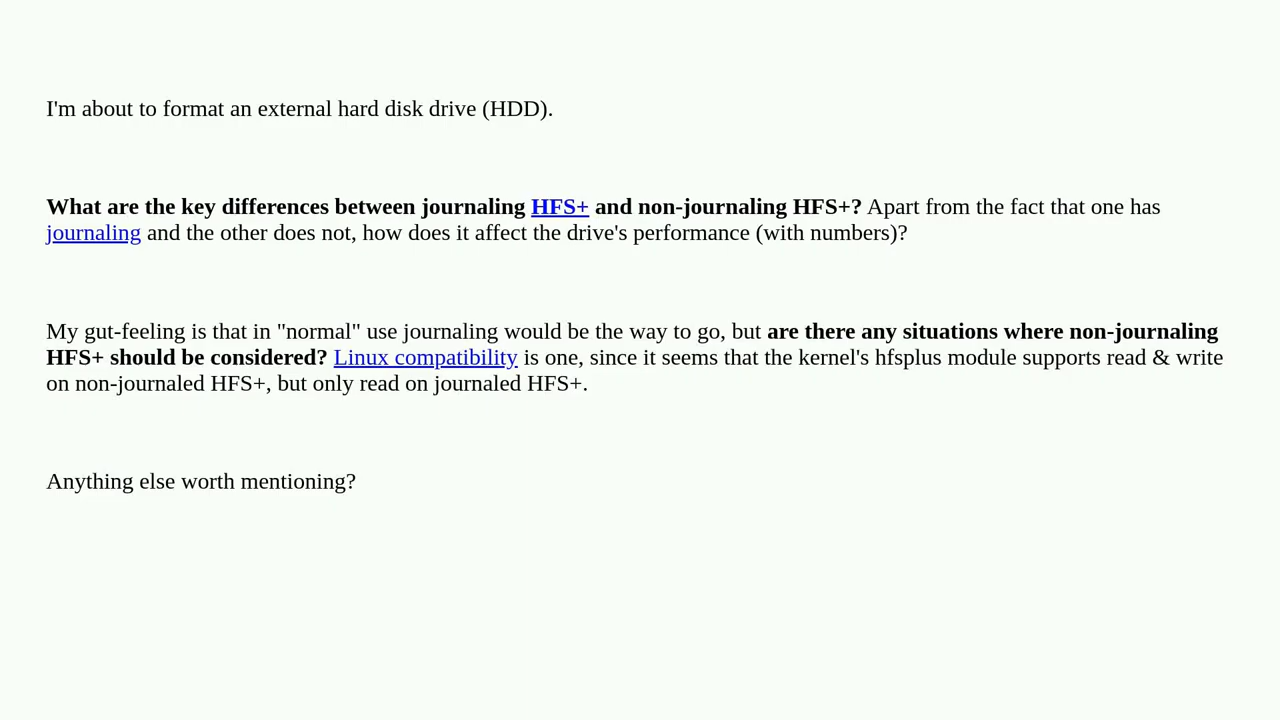 I'm about to format an external hard disk drive (HDD).
What are the key differences between journaling HFS+ and non-journaling HFS+? Apart from the fact that one has
journaling and the other does not, how does it affect the drive's performance (with numbers)?
My gut-feeling is that in "normal" use journaling would be the way to go, but are there any situations where non-journaling
HFS+ should be considered? Linux compatibility is one, since it seems that the kernel's hfsplus module supports read & write
on non-journaled HFS+, but only read on journaled HFS+.
Anything else worth mentioning?